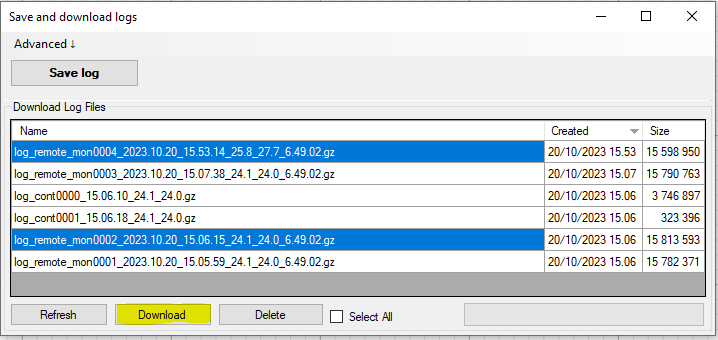 Save and download logs
Advanced ↓
Save log
Download Log Files
Name Created Size
log_remote_mon0004_2023.10.20_15.53.14_25.8_27.7_6.49.02.gz 20/10/2023 15.53 15 598 950
log_remote_mon0003_2023.10.20_15.07.38_24.1_24.0_6.49.02.gz 20/10/2023 15.07 15 790 763
log_cont0000_15.06.10_24.1_24.0.gz 20/10/2023 15.06 3 746 897
log_cont0001_15.06.18_24.1_24.0.gz 20/10/2023 15.06 323 396
log_remote_mon0002_2023.10.20_15.06.15_24.1_24.0_6.49.02.gz 20/10/2023 15.06 15 813 593
log_remote_mon0001_2023.10.20_15.05.59_24.1_24.0_6.49.02.gz 20/10/2023 15.06 15 782 371
Refresh Download Delete Select All